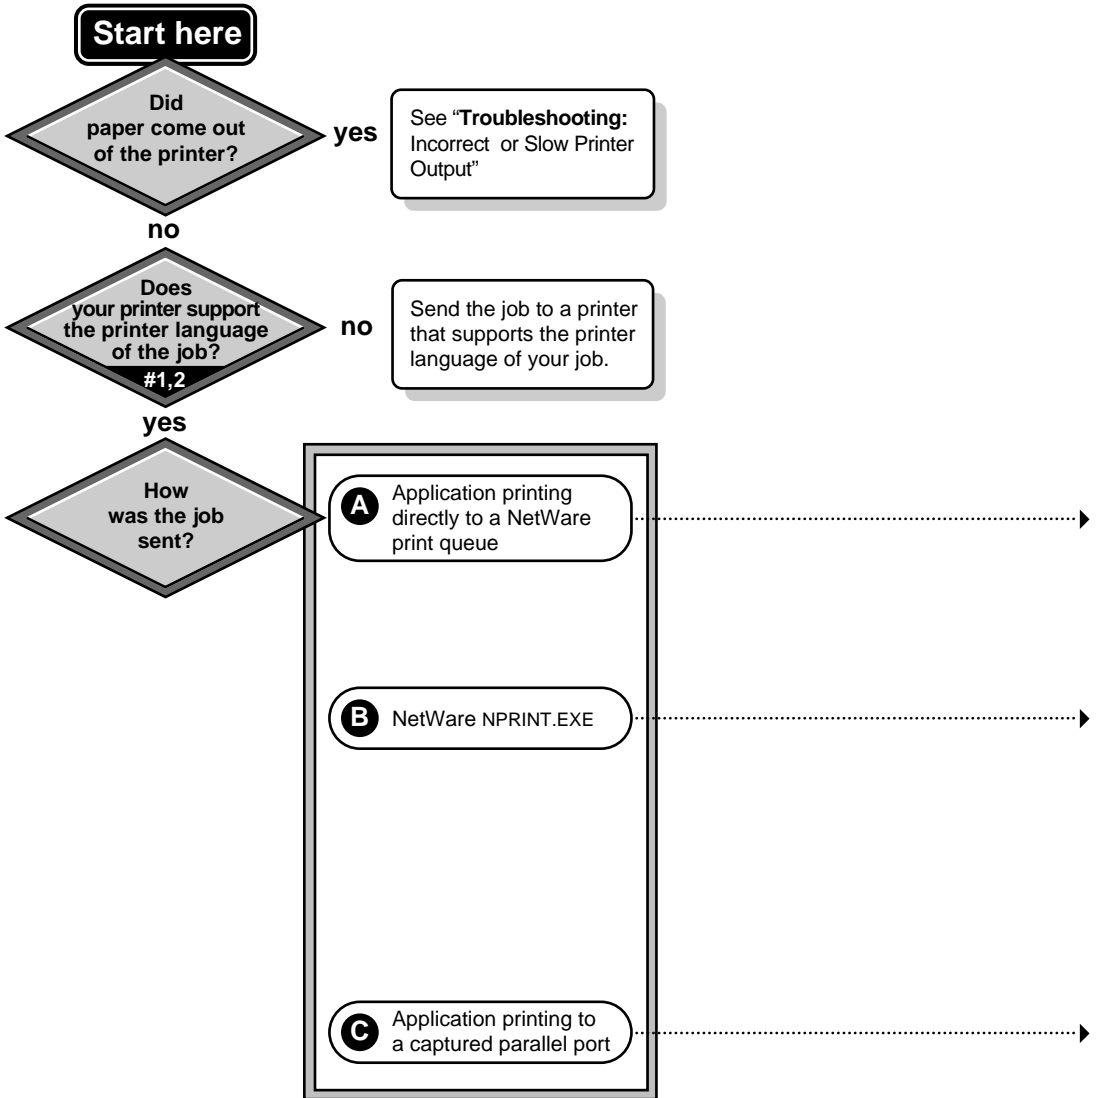 Start here
Did
paper come out
of the printer?
yes
See “Troubleshooting:
Incorrect or Slow Printer
Output”
no
Does
your printer support
the printer language
of the job?
#1,2
no
Send the job to a printer
that supports the printer
language of your job.
yes
How
was the job
sent?
A
Application printing
directly to a NetWare
print queue
B
NetWare NPRINT.EXE
C
Application printing to
a captured parallel port